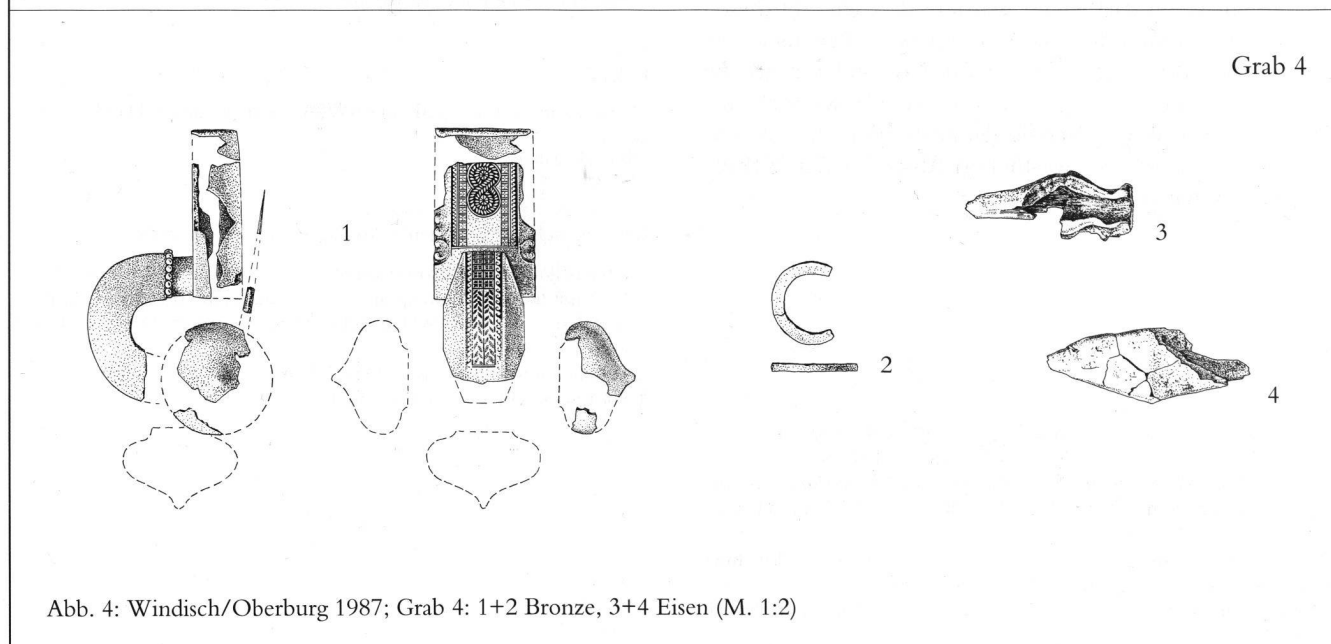 Grab 4
1
2
3
4
Abb. 4: Windisch/Oberburg 1987; Grab 4: 1+2 Bronze, 3+4 Eisen (M. 1:2)